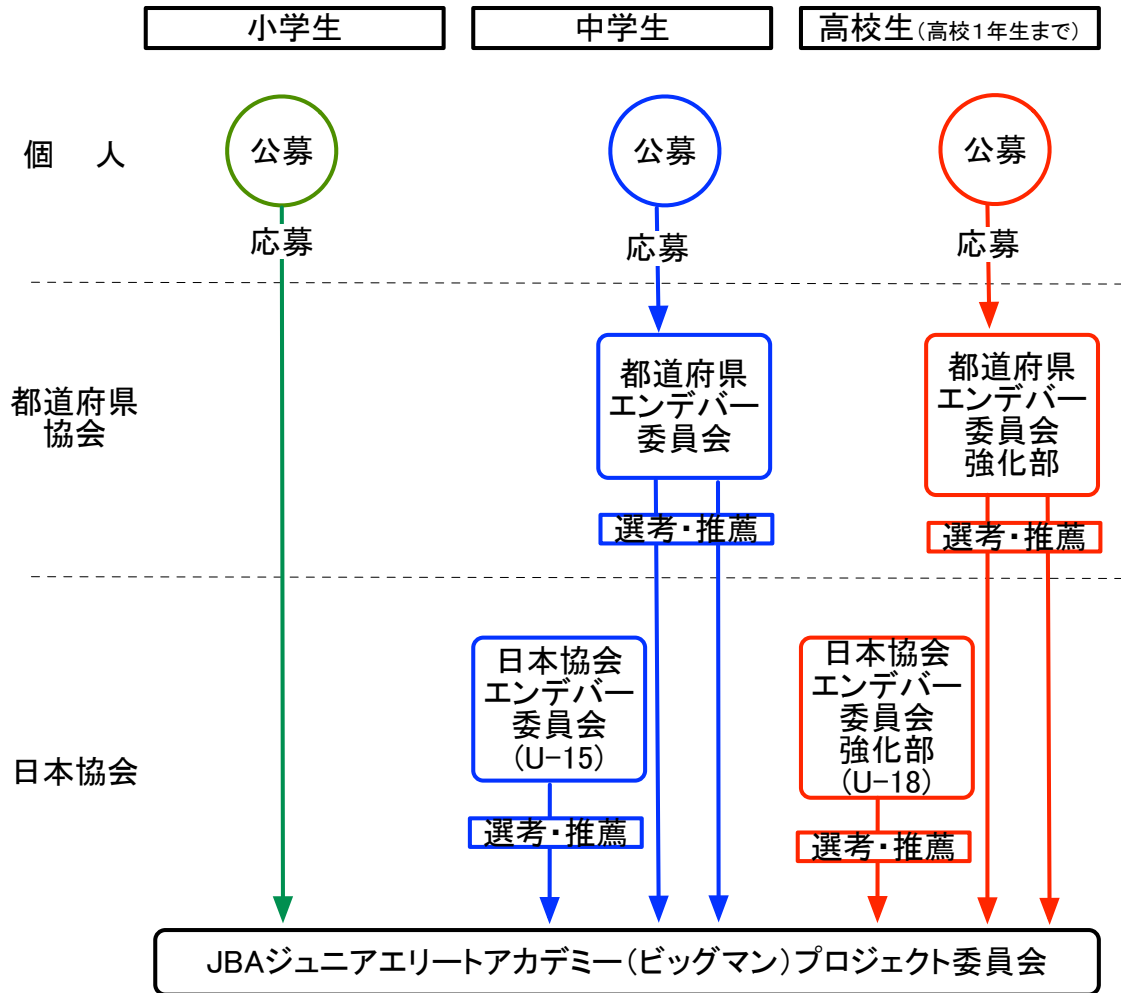 小学生
中学生
高校生(高校1年生まで)
個　人
公募
公募
公募
応募
応募
応募
都道府県
協会
都道府県
エンデバー
委員会
都道府県
エンデバー
委員会
強化部
選考・推薦
選考・推薦
日本協会
日本協会
エンデバー
委員会
(U-15)
日本協会
エンデバー
委員会
強化部
(U-18)
選考・推薦
選考・推薦
JBAジュニアエリートアカデミー(ビッグマン)プロジェクト委員会